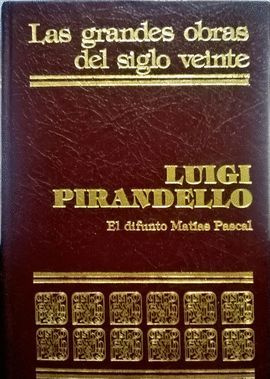 Las grandes obras
del siglo veinte
LUIGI
PIRANDELLO
El difunto Matías Pascal